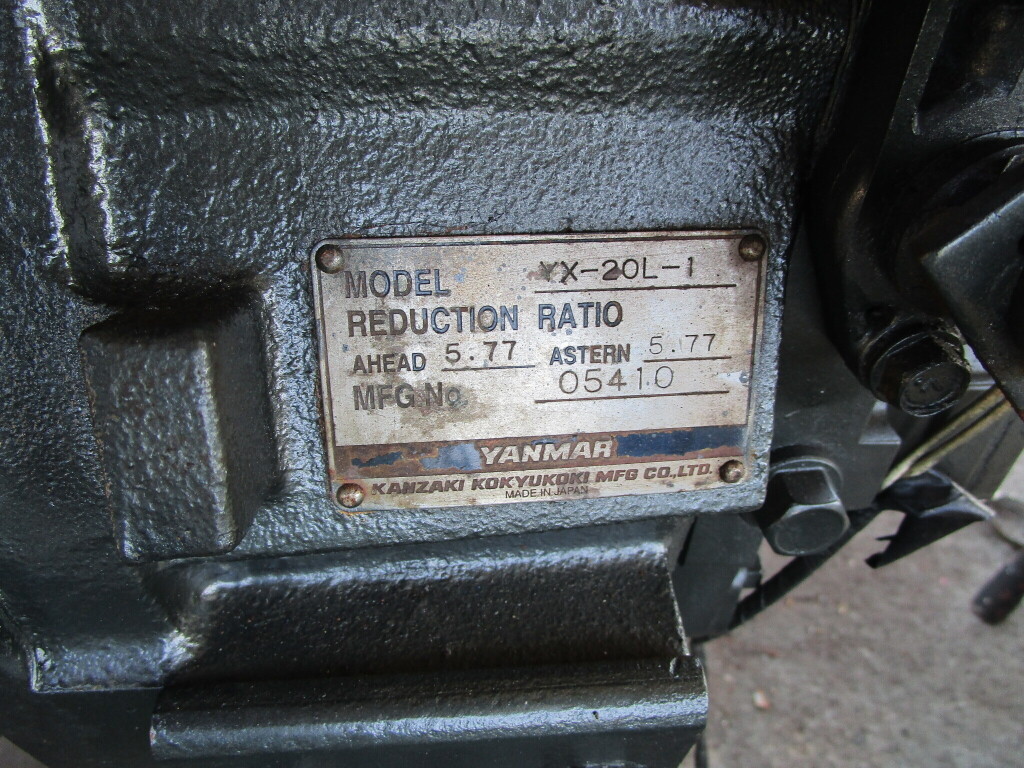 MODEL YX-20L-1
REDUCTION RATIO
AHEAD 5.77 ASTERN 5.77
MFG No. 05410
YANMAR
KANZAKI KOKYUKOKI MFG CO.,LTD.
MADE IN JAPAN